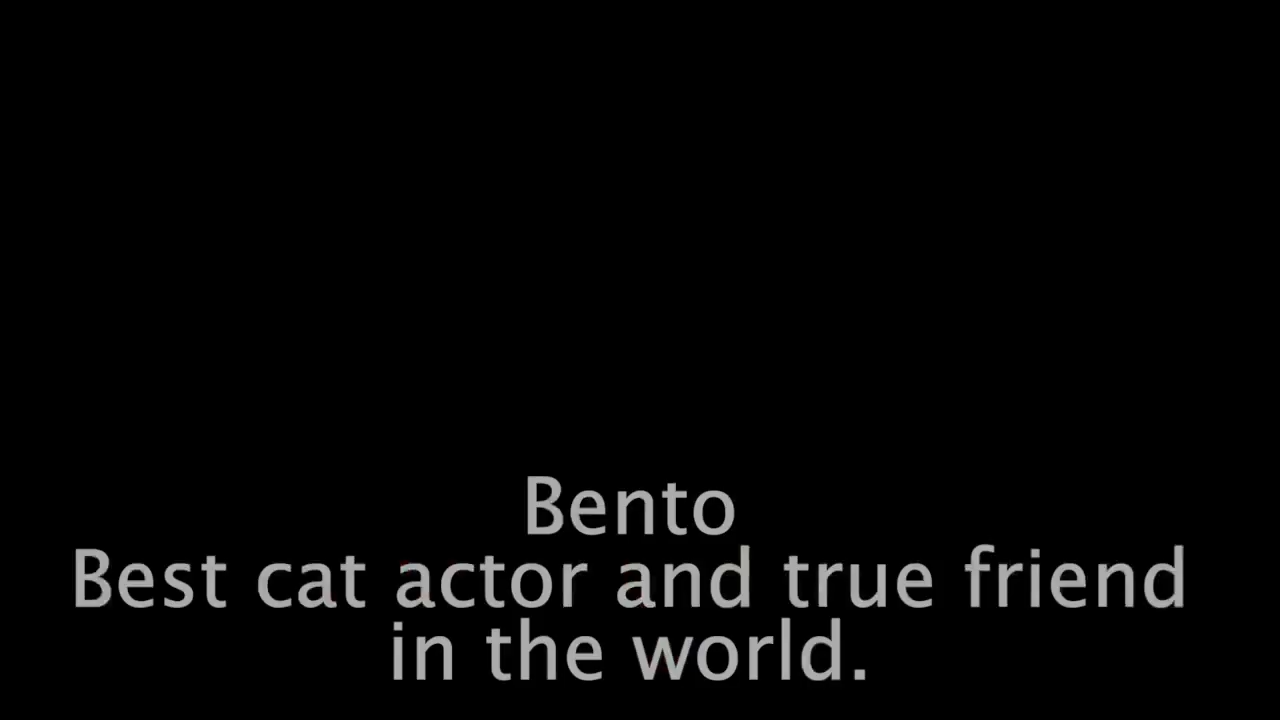 Bento
Best cat actor and true friend
in the world.